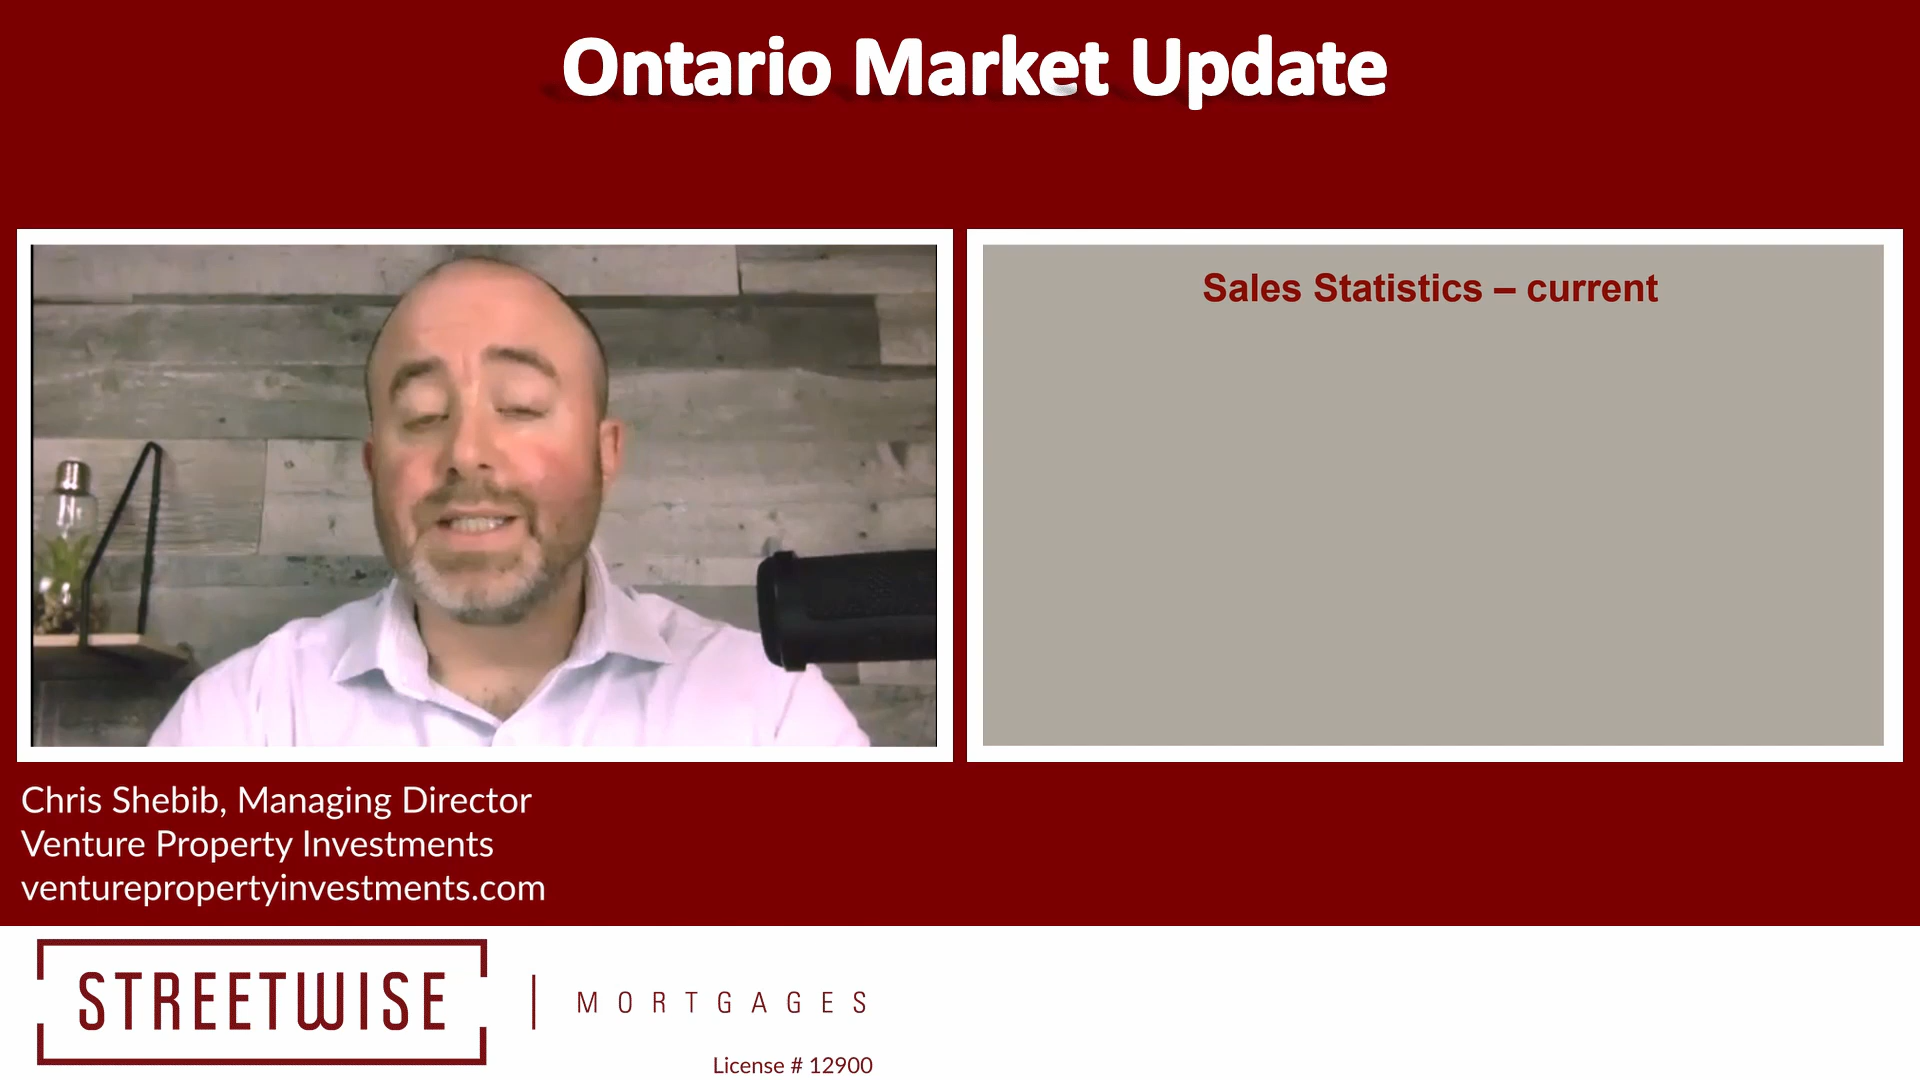 Ontario Market Update
Sales Statistics – current
Chris Shebib, Managing Director
Venture Property Investments
venturepropertyinvestments.com
STREETWISE | MORTGAGES
License # 12900